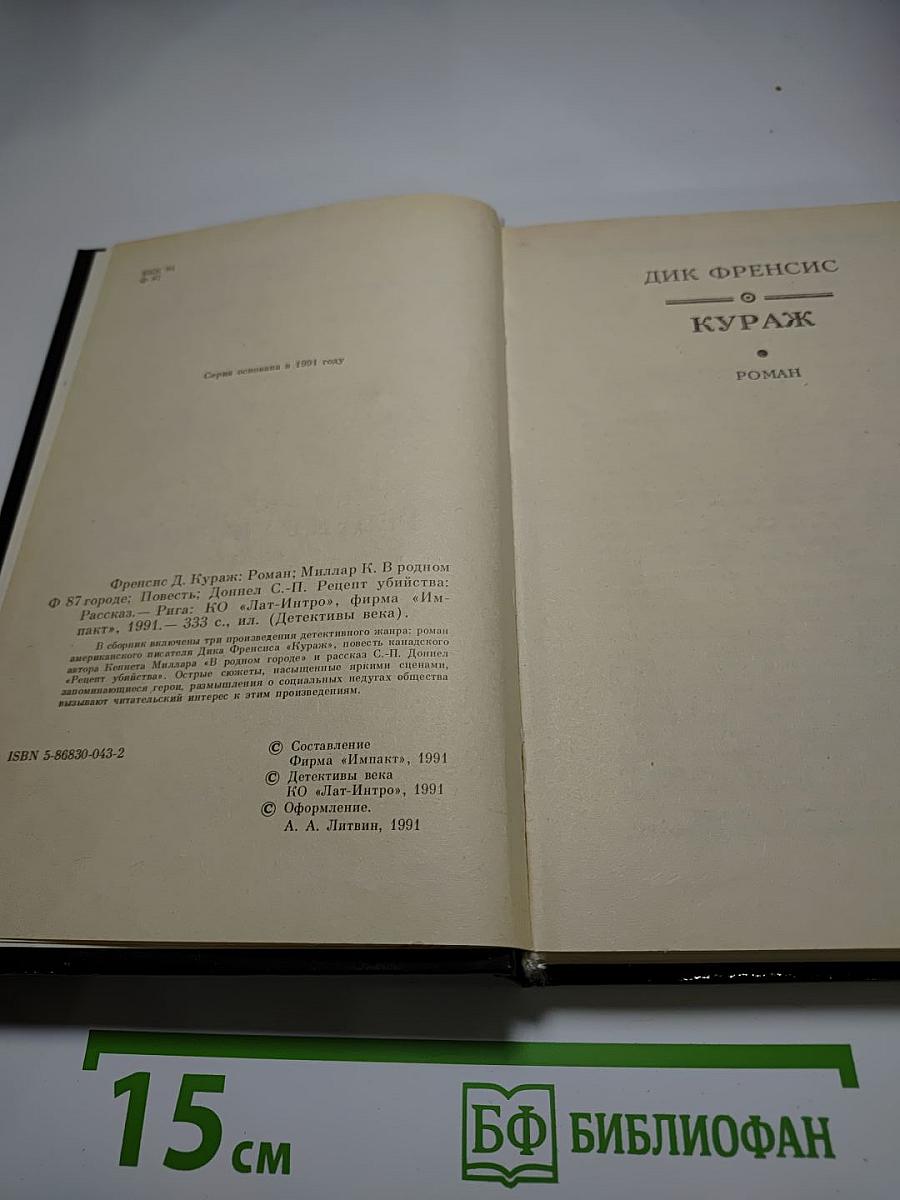 ББК 84
Ф 87
Серия основана в 1991 году
Френсис Д. Кураж: Роман; Миллар К. В родном
Ф 87 городе; Повесть; Доннел С.-П. Рецепт убийства:
Рассказ.— Рига: КО «Лат-Интро», фирма «Им-
пакт», 1991.— 333 с., ил. (Детективы века).
В сборник включены три произведения детективного жанра: роман
американского писателя Дика Френсиса «Кураж», повесть канадского
автора Кеннета Миллара «В родном городе» и рассказ С.-П. Доннел
«Рецепт убийства». Острые сюжеты, насыщенные яркими сценами,
запоминающиеся герои, размышления о социальных недугах общества
вызывают читательский интерес к этим произведениям.
ISBN 5-86830-043-2
© Составление
Фирма «Импакт», 1991
© Детективы века
КО «Лат-Интро», 1991
© Оформление.
А. А. Литвин, 1991
ДИК ФРЕНСИС
КУРАЖ
РОМАН
15 см
БФ БИБЛИОФАН